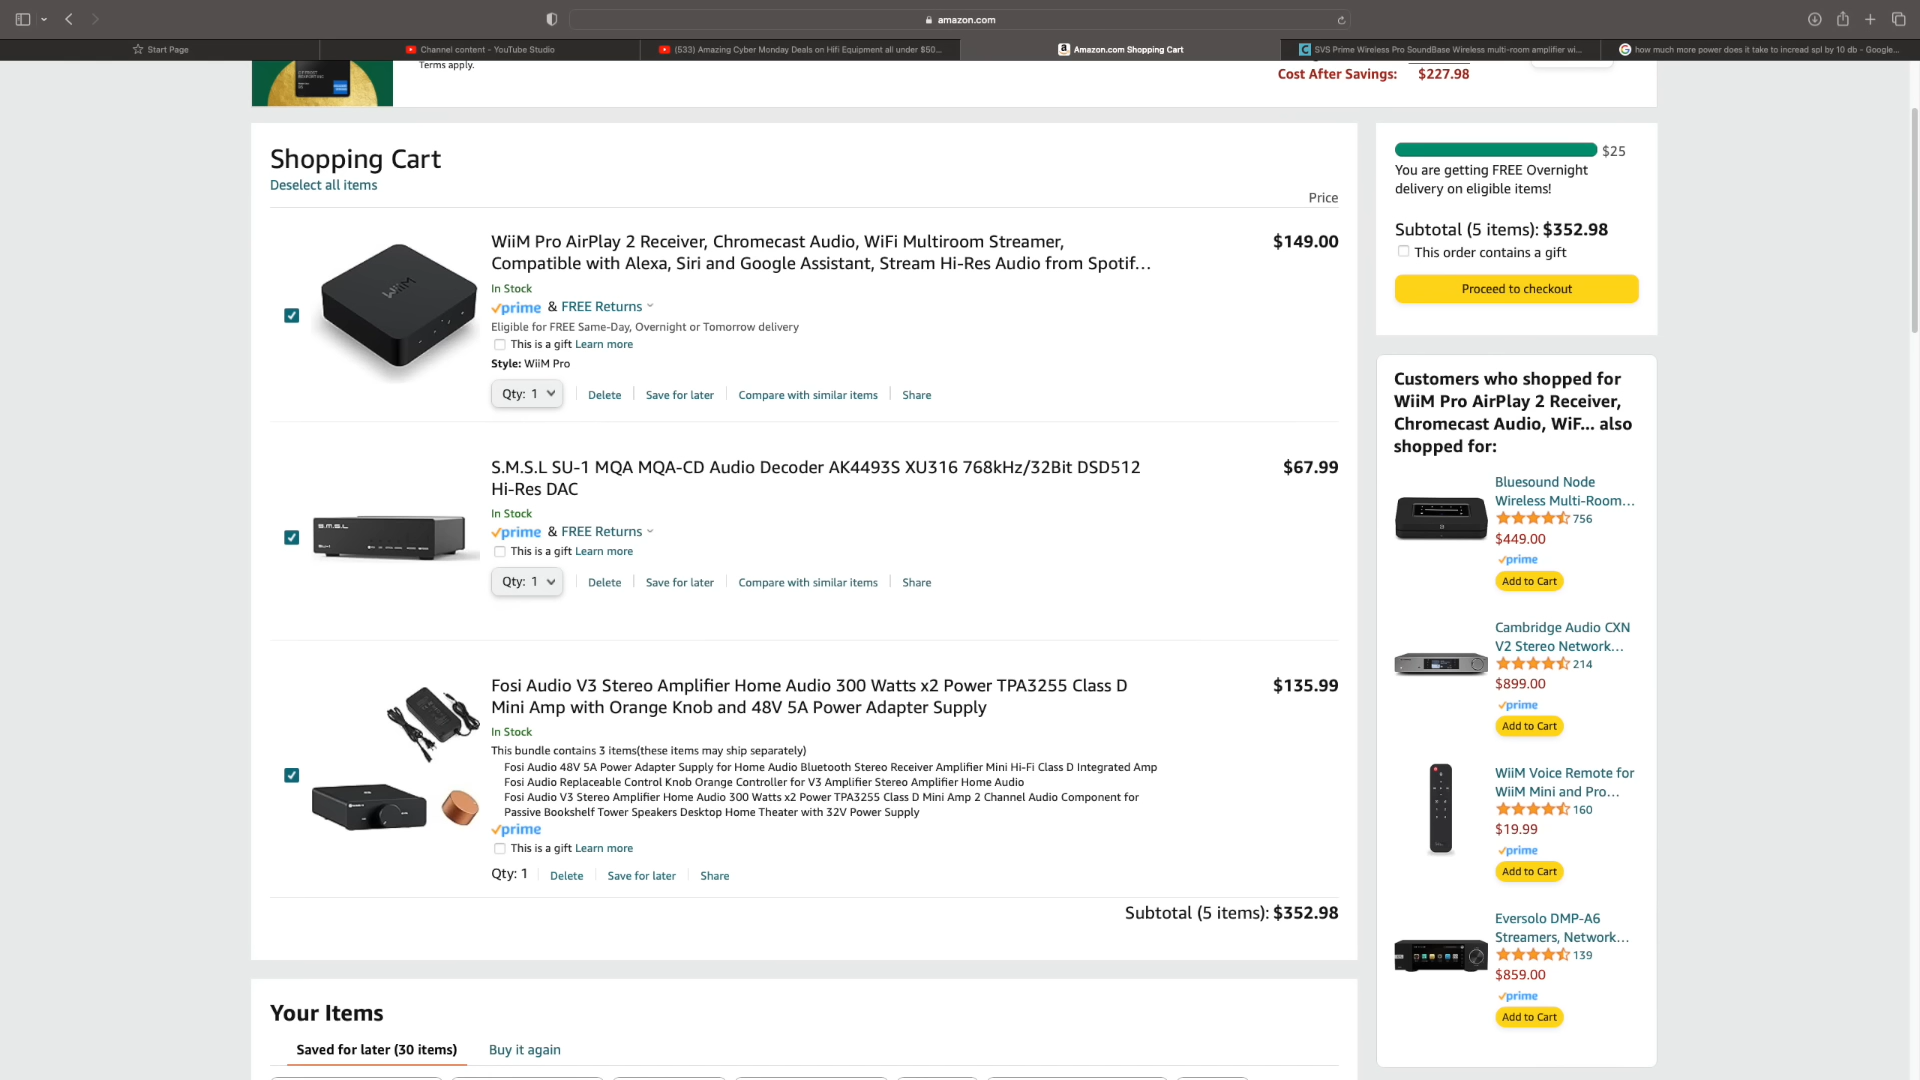 amazon.com
Start Page
Channel content - YouTube Studio
(533) Amazing Cyber Monday Deals on Hifi Equipment all under $50...
Amazon.com Shopping Cart
SVS Prime Wireless Pro SoundBase Wireless multi-room amplifier wi...
how much more power does it take to incread spl by 10 db - Google...
Terms apply.
Cost After Savings: $227.98
Shopping Cart
Deselect all items
Price
WiiM Pro AirPlay 2 Receiver, Chromecast Audio, WiFi Multiroom Streamer, $149.00
Compatible with Alexa, Siri and Google Assistant, Stream Hi-Res Audio from Spotif...
In Stock
prime & FREE Returns
Eligible for FREE Same-Day, Overnight or Tomorrow delivery
This is a gift Learn more
Style: WiiM Pro
Qty: 1 Delete Save for later Compare with similar items Share
WiiM
S.M.S.L SU-1 MQA MQA-CD Audio Decoder AK4493S XU316 768kHz/32Bit DSD512 $67.99
Hi-Res DAC
In Stock
prime & FREE Returns
This is a gift Learn more
Qty: 1 Delete Save for later Compare with similar items Share
S.M.S.L
Fosi Audio V3 Stereo Amplifier Home Audio 300 Watts x2 Power TPA3255 Class D $135.99
Mini Amp with Orange Knob and 48V 5A Power Adapter Supply
In Stock
This bundle contains 3 items(these items may ship separately)
Fosi Audio 48V 5A Power Adapter Supply for Home Audio Bluetooth Stereo Receiver Amplifier Mini Hi-Fi Class D Integrated Amp
Fosi Audio Replaceable Control Knob Orange Controller for V3 Amplifier Stereo Amplifier Home Audio
Fosi Audio V3 Stereo Amplifier Home Audio 300 Watts x2 Power TPA3255 Class D Mini Amp 2 Channel Audio Component for
Passive Bookshelf Tower Speakers Desktop Home Theater with 32V Power Supply
prime
This is a gift Learn more
Qty: 1 Delete Save for later Share
Subtotal (5 items): $352.98
Your Items
Saved for later (30 items) Buy it again
$25
You are getting FREE Overnight
delivery on eligible items!
Subtotal (5 items): $352.98
This order contains a gift
Proceed to checkout
Customers who shopped for
WiiM Pro AirPlay 2 Receiver,
Chromecast Audio, WiF... also
shopped for:
Bluesound Node
Wireless Multi-Room...
756
$449.00
prime
Add to Cart
Cambridge Audio CXN
V2 Stereo Network...
214
$899.00
prime
Add to Cart
WiiM Voice Remote for
WiiM Mini and Pro...
160
$19.99
prime
Add to Cart
Eversolo DMP-A6
Streamers, Network...
139
$859.00
prime
Add to Cart